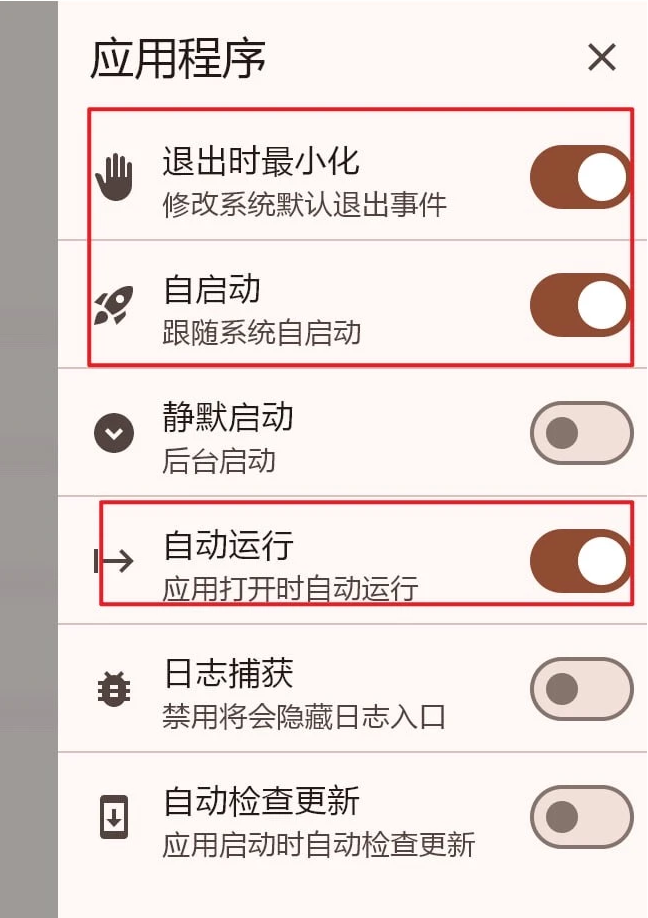 应用程序
退出时最小化
修改系统默认退出事件
自启动
跟随系统自启动
静默启动
后台启动
自动运行
应用打开时自动运行
日志捕获
禁用将会隐藏日志入口
自动检查更新
应用启动时自动检查更新